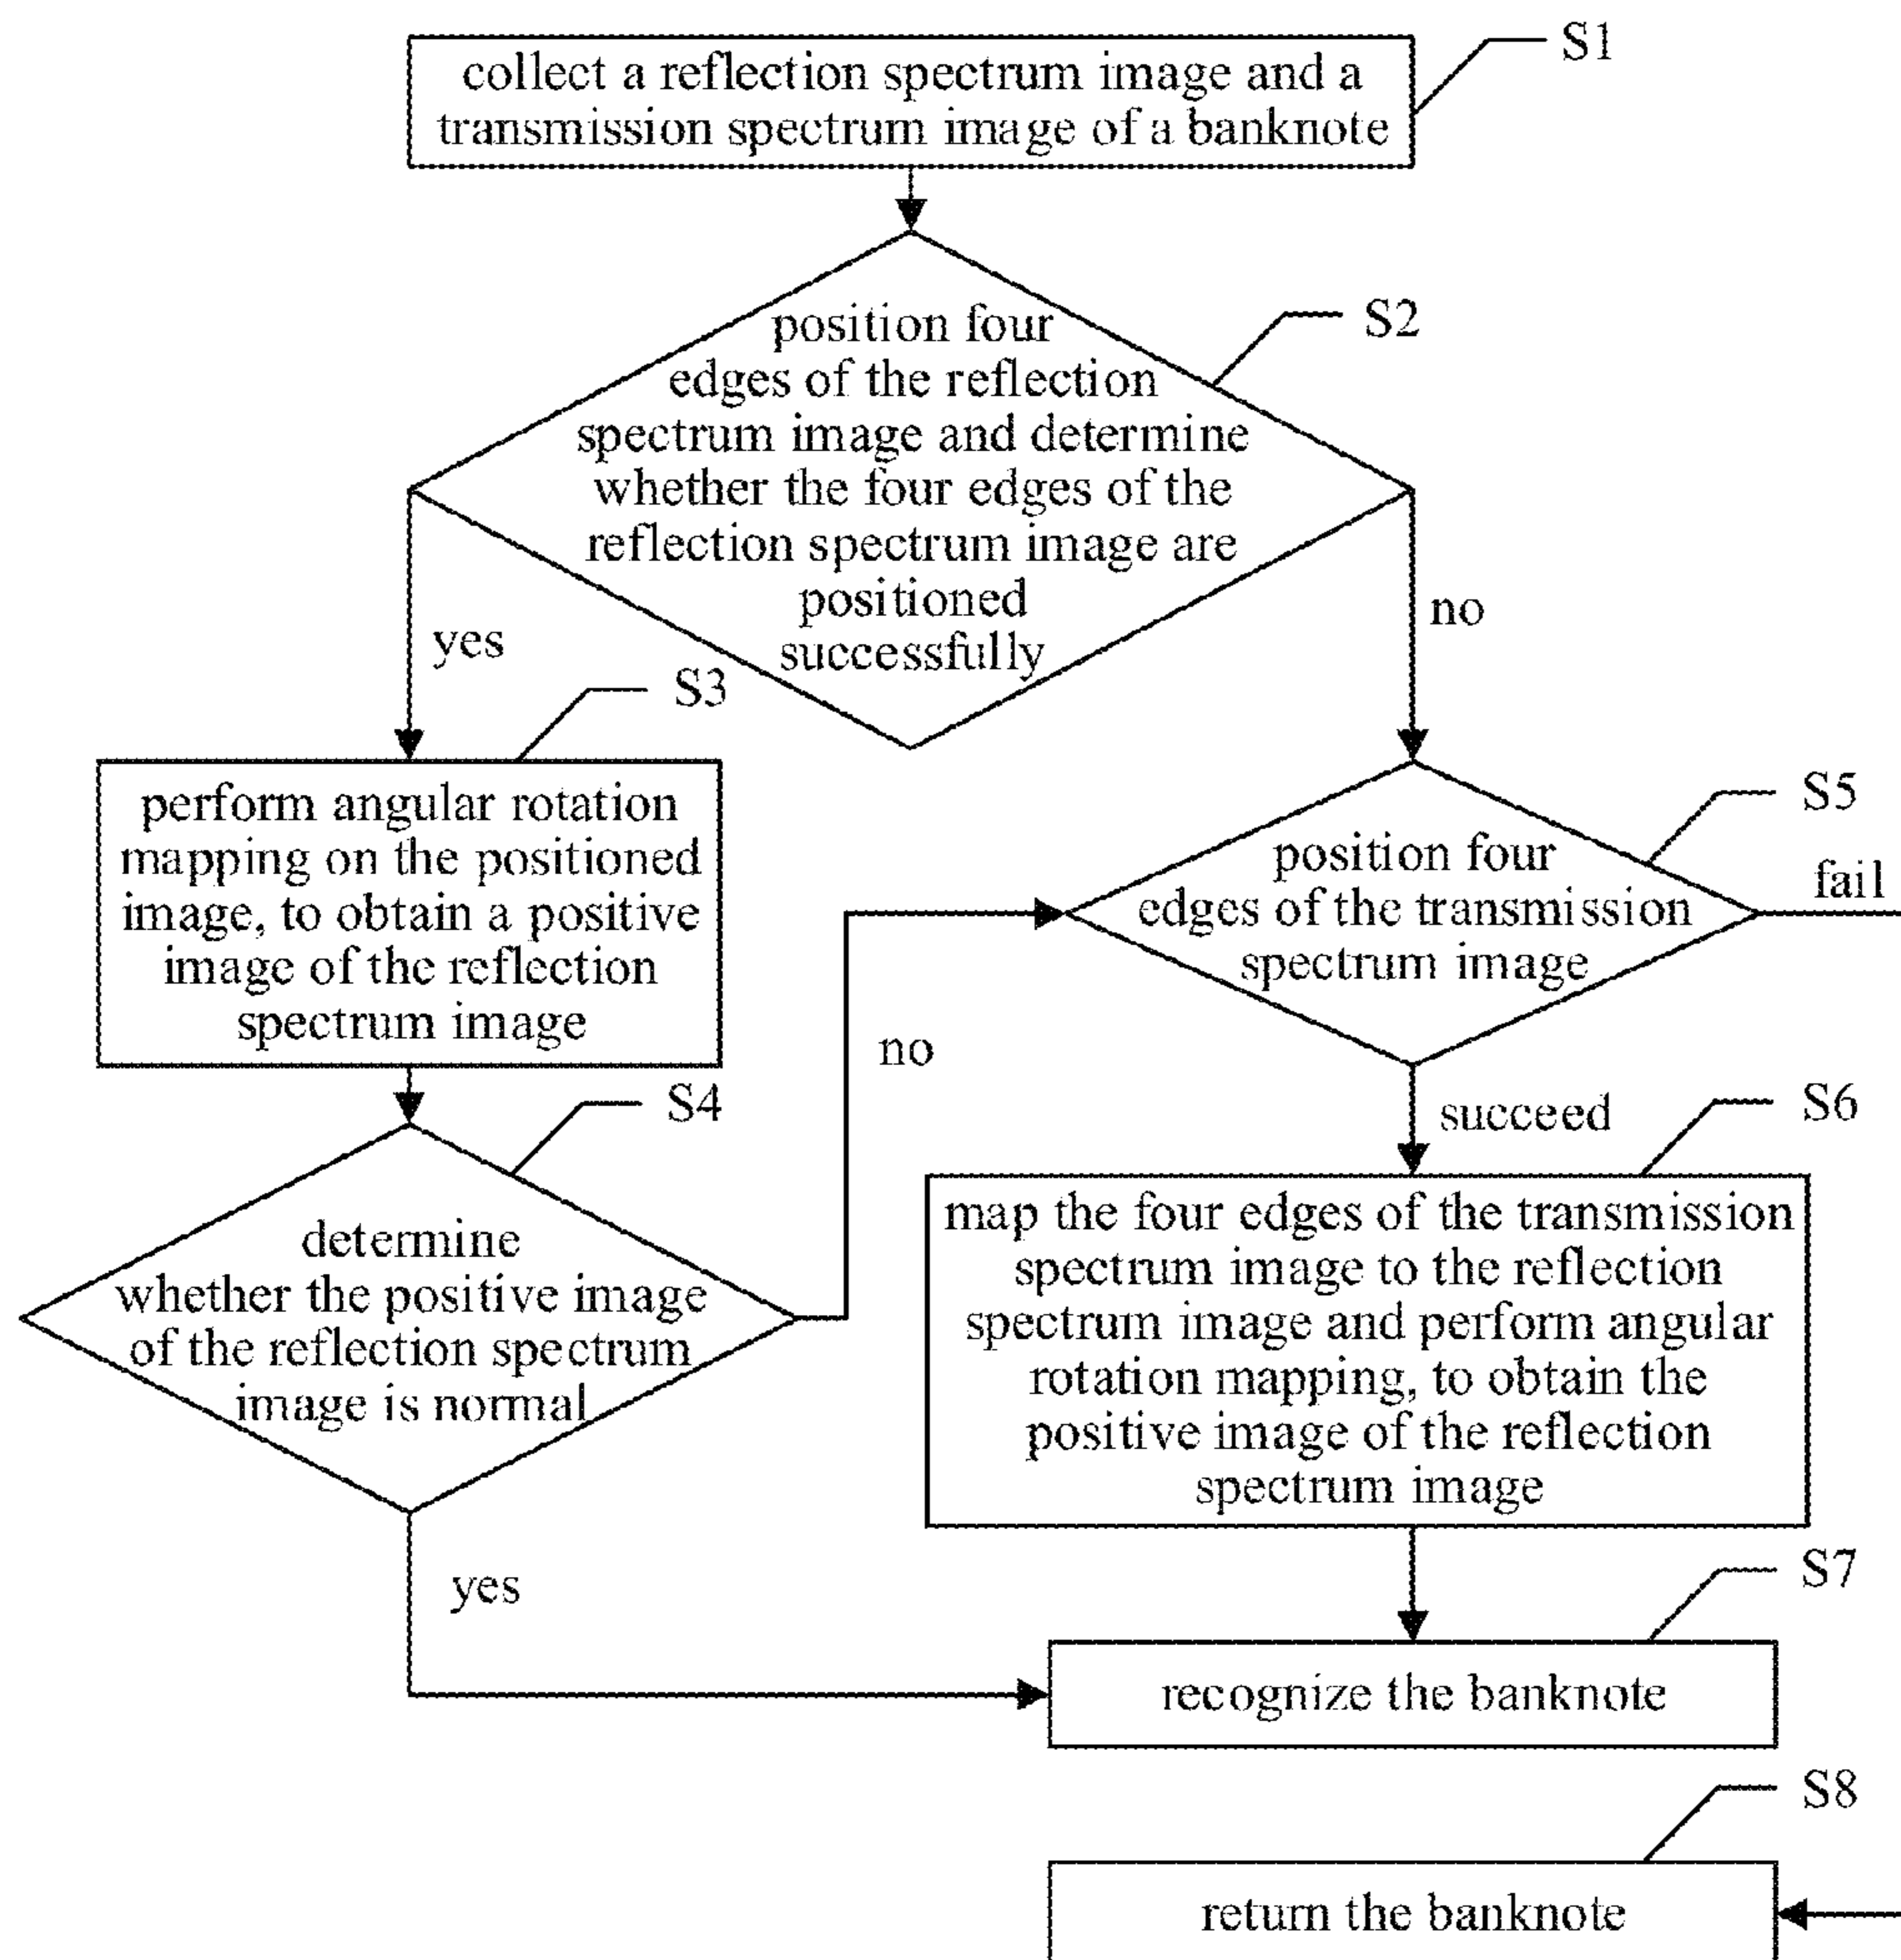 S1
collect a reflection spectrum image and a
transmission spectrum image of a banknote
S2
position four
edges of the reflection
spectrum image and determine
whether the four edges of the
reflection spectrum image are
positioned
successfully
yes
no
S3
perform angular rotation
mapping on the positioned
image, to obtain a positive
image of the reflection
spectrum image
S5
position four
edges of the transmission
spectrum image
fail
no
S4
determine
whether the positive image
of the reflection spectrum
image is normal
succeed
S6
map the four edges of the transmission
spectrum image to the reflection
spectrum image and perform angular
rotation mapping, to obtain the
positive image of the reflection
spectrum image
yes
S7
recognize the banknote
S8
return the banknote